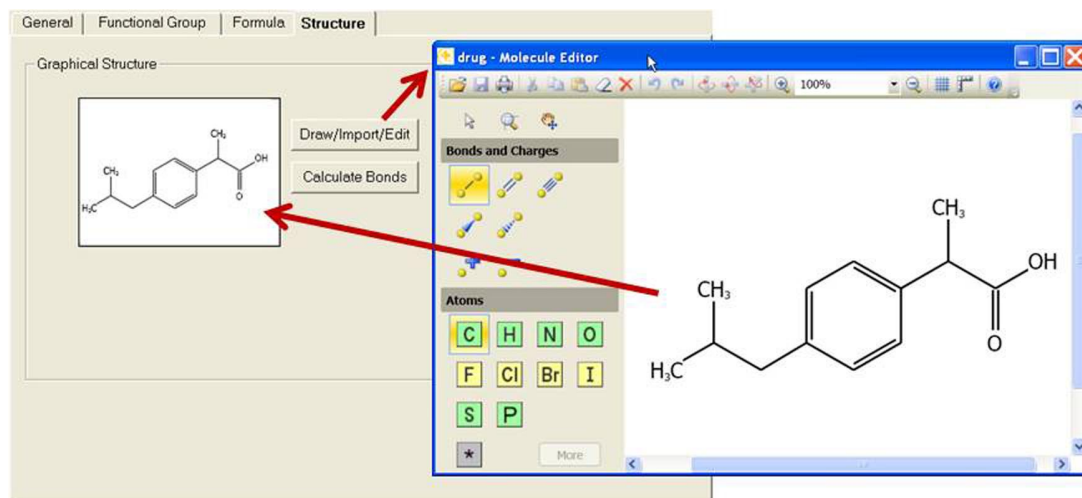 General Functional Group Formula Structure
Graphical Structure
CH₃
OH
O
CH₃
H₃C
Draw/Import/Edit
Calculate Bonds
drug - Molecule Editor
100%
Bonds and Charges
Atoms
C H N O
F Cl Br I
S P
*
More
CH₃
OH
O
CH₃
H₃C